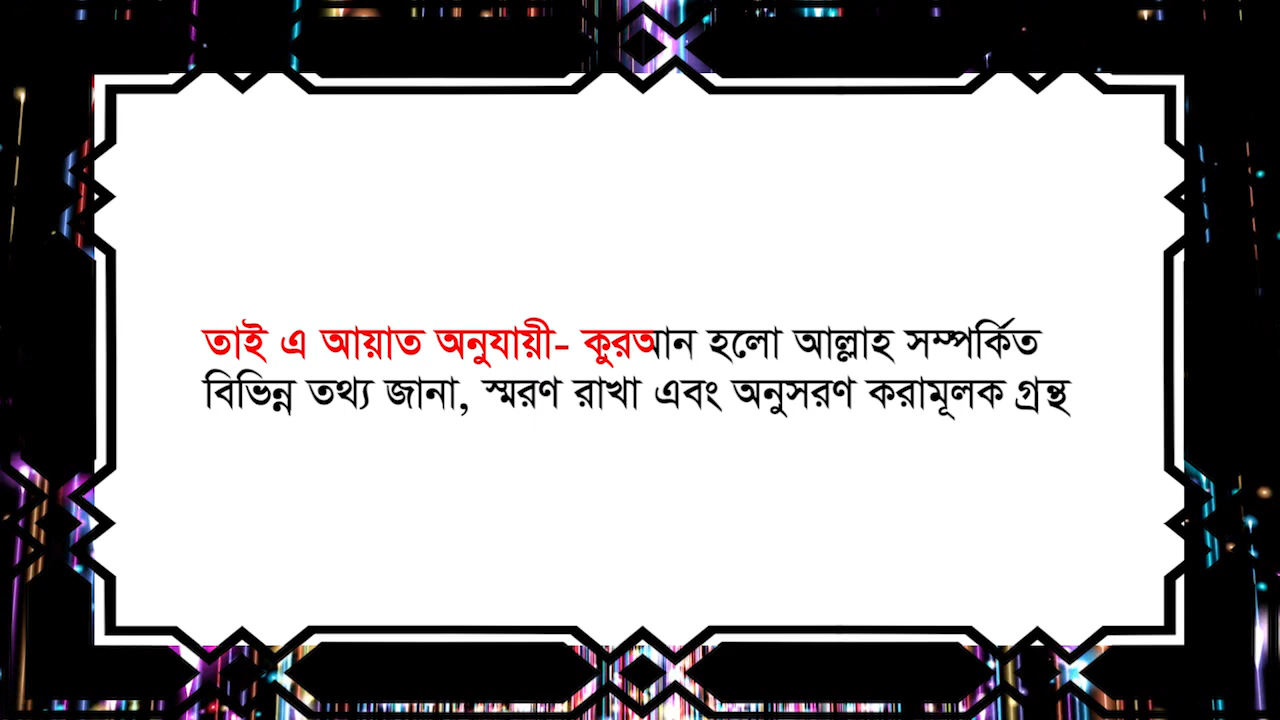 তাই এ আয়াত অনুযায়ী- কুরআন হলো আল্লাহ সম্পর্কিত
বিভিন্ন তথ্য জানা, স্মরণ রাখা এবং অনুসরণ করামূলক গ্রন্থ